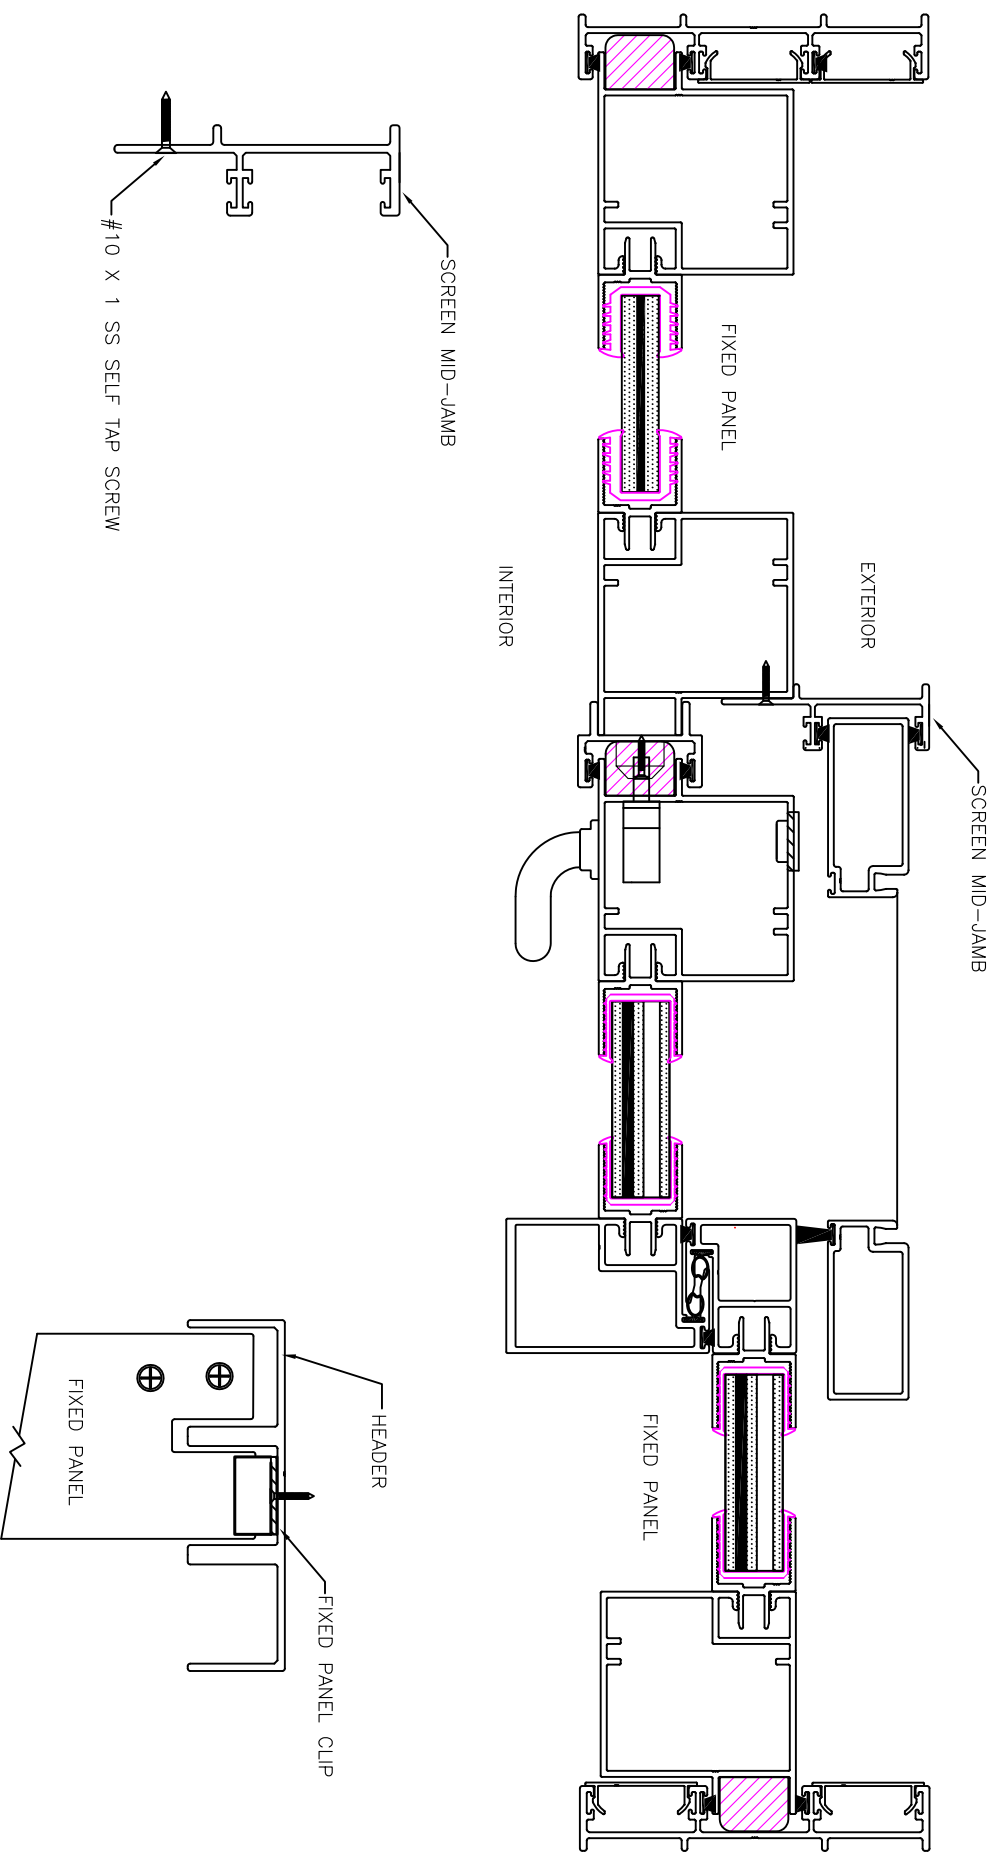 SCREEN MID-JAMB
EXTERIOR
FIXED PANEL
FIXED PANEL
INTERIOR
SCREEN MID-JAMB
#10 X 1 SS SELF TAP SCREW
HEADER
FIXED PANEL CLIP
FIXED PANEL